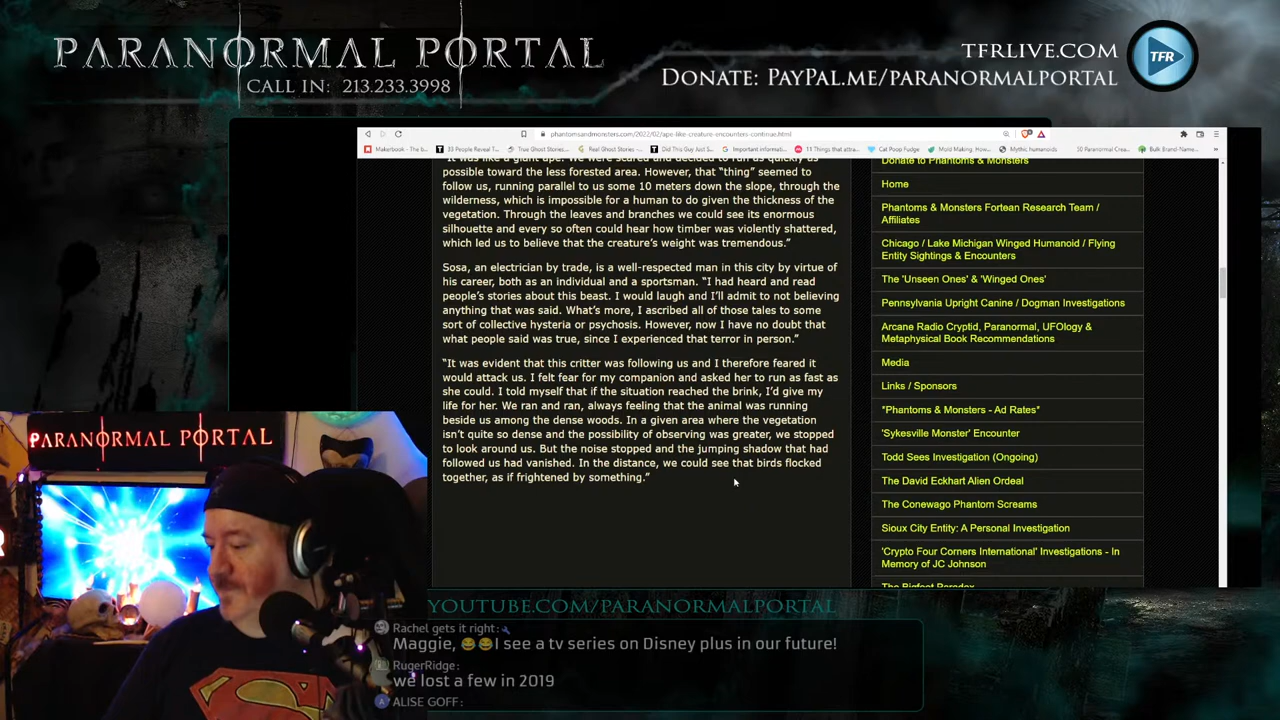 PARANORMAL PORTAL
CALL IN: 213.233.3998
TFRLIVE.COM
DONATE: PAYPAL.ME/PARANORMALPORTAL
TFR
phantomsandmonsters.com/2022/02/ape-like-creature-encounters-continue.html
Makerbook - The b...
33 People Reveal T...
True Ghost Stories...
Real Ghost Stories -...
Did This Guy Just S...
Important informati...
11 Things that attra...
Cat Poop Fudge
Mold Making, How...
Mythic humanoids
50 Paranormal Crea...
Bulk Brand-Name...
"It was like a giant ape. We were scared and decided to run as quickly as
possible toward the less forested area. However, that "thing" seemed to
follow us, running parallel to us some 10 meters down the slope, through the
wilderness, which is impossible for a human to do given the thickness of the
vegetation. Through the leaves and branches we could see its enormous
silhouette and every so often could hear how timber was violently shattered,
which led us to believe that the creature's weight was tremendous."
Sosa, an electrician by trade, is a well-respected man in this city by virtue of
his career, both as an individual and a sportsman. "I had heard and read
people's stories about this beast. I would laugh and I'll admit to not believing
anything that was said. What's more, I ascribed all of those tales to some
sort of collective hysteria or psychosis. However, now I have no doubt that
what people said was true, since I experienced that terror in person."
"It was evident that this critter was following us and I therefore feared it
would attack us. I felt fear for my companion and asked her to run as fast as
she could. I told myself that if the situation reached the brink, I'd give my
life for her. We ran and ran, always feeling that the animal was running
beside us among the dense woods. In a given area where the vegetation
isn't quite so dense and the possibility of observing was greater, we stopped
to look around us. But the noise stopped and the jumping shadow that had
followed us had vanished. In the distance, we could see that birds flocked
together, as if frightened by something."
Donate to Phantoms & Monsters
Home
Phantoms & Monsters Fortean Research Team /
Affiliates
Chicago / Lake Michigan Winged Humanoid / Flying
Entity Sightings & Encounters
The 'Unseen Ones' & 'Winged Ones'
Pennsylvania Upright Canine / Dogman Investigations
Arcane Radio Cryptid, Paranormal, UFOlogy &
Metaphysical Book Recommendations
Media
Links / Sponsors
*Phantoms & Monsters - Ad Rates*
'Sykesville Monster' Encounter
Todd Sees Investigation (Ongoing)
The David Eckhart Alien Ordeal
The Conewago Phantom Screams
Sioux City Entity: A Personal Investigation
'Crypto Four Corners International' Investigations - In
Memory of JC Johnson
The Bigfoot Paradox
PARANORMAL PORTAL
YOUTUBE.COM/PARANORMALPORTAL
Rachel gets it right:
Maggie, 😂😂I see a tv series on Disney plus in our future!
RugerRidge:
we lost a few in 2019
ALISE GOFF: